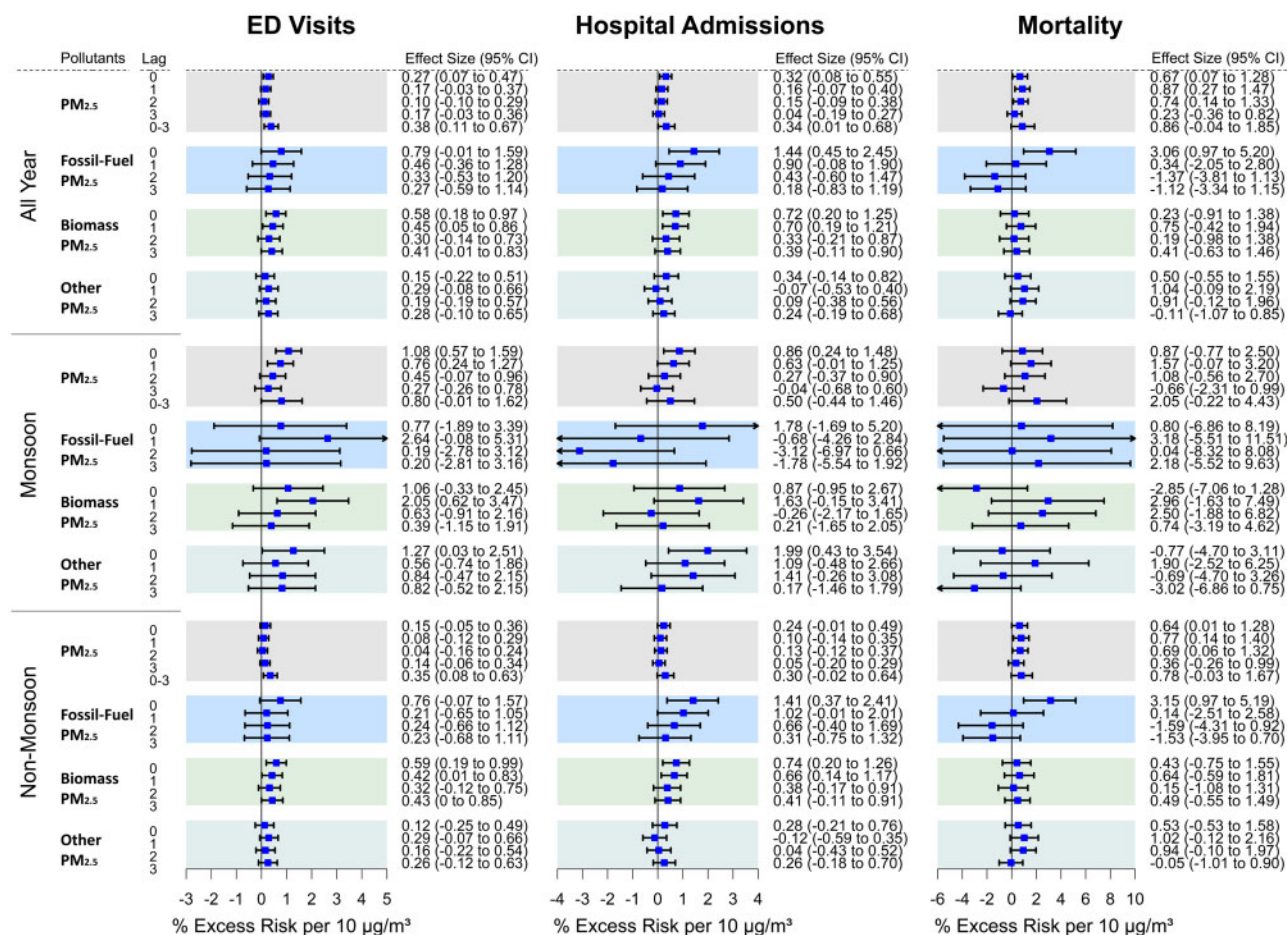 ED Visits Hospital Admissions Mortality
Pollutants Lag Effect Size (95% CI) Effect Size (95% CI) Effect Size (95% CI)
All Year
PM2.5
0 0.27 (0.07 to 0.47) 0.32 (0.08 to 0.55) 0.67 (0.07 to 1.28)
1 0.17 (-0.03 to 0.37) 0.16 (-0.07 to 0.40) 0.87 (0.27 to 1.47)
2 0.10 (-0.10 to 0.29) 0.15 (-0.09 to 0.38) 0.74 (0.14 to 1.33)
3 0.17 (-0.03 to 0.36) 0.04 (-0.19 to 0.27) 0.23 (-0.36 to 0.82)
0-3 0.38 (0.11 to 0.67) 0.34 (0.01 to 0.68) 0.86 (-0.04 to 1.85)
Fossil-Fuel
PM2.5
0 0.79 (-0.01 to 1.59) 1.44 (0.45 to 2.45) 3.06 (0.97 to 5.20)
1 0.46 (-0.36 to 1.28) 0.90 (-0.08 to 1.90) 0.34 (-2.05 to 2.80)
2 0.33 (-0.53 to 1.20) 0.43 (-0.60 to 1.47) -1.37 (-3.81 to 1.13)
3 0.27 (-0.59 to 1.14) 0.18 (-0.83 to 1.19) -1.12 (-3.34 to 1.15)
Biomass
PM2.5
0 0.58 (0.18 to 0.97 ) 0.72 (0.20 to 1.25) 0.23 (-0.91 to 1.38)
1 0.45 (0.05 to 0.86 0.70 (0.19 to 1.21) 0.75 (-0.42 to 1.94)
2 0.30 (-0.14 to 0.73) 0.33 (-0.21 to 0.87) 0.19 (-0.98 to 1.38)
3 0.41 (-0.01 to 0.83) 0.39 (-0.11 to 0.90) 0.41 (-0.63 to 1.46)
Other
PM2.5
0 0.15 (-0.22 to 0.51) 0.34 (-0.14 to 0.82) 0.50 (-0.55 to 1.55)
1 0.29 (-0.08 to 0.66) -0.07 (-0.53 to 0.40) 1.04 (-0.09 to 2.19)
2 0.19 (-0.19 to 0.57) 0.09 (-0.38 to 0.56) 0.91 (-0.12 to 1.96)
3 0.28 (-0.10 to 0.65) 0.24 (-0.19 to 0.68) -0.11 (-1.07 to 0.85)
Monsoon
PM2.5
0 1.08 (0.57 to 1.59) 0.86 (0.24 to 1.48) 0.87 (-0.77 to 2.50)
1 0.76 (0.24 to 1.27) 0.63 (-0.01 to 1.25) 1.57 (-0.07 to 3.20)
2 0.45 (-0.07 to 0.96) 0.27 (-0.37 to 0.90) 1.08 (-0.56 to 2.70)
3 0.27 (-0.26 to 0.78) -0.04 (-0.68 to 0.60) -0.66 (-2.31 to 0.99)
0-3 0.80 (-0.01 to 1.62) 0.50 (-0.44 to 1.46) 2.05 (-0.22 to 4.43)
Fossil-Fuel
PM2.5
0 0.77 (-1.89 to 3.39) 1.78 (-1.69 to 5.20) 0.80 (-6.86 to 8.19)
1 2.64 (-0.08 to 5.31) -0.68 (-4.26 to 2.84) 3.18 (-5.51 to 11.51)
2 0.19 (-2.78 to 3.12) -3.12 (-6.97 to 0.66) 0.04 (-8.32 to 8.08)
3 0.20 (-2.81 to 3.16) -1.78 (-5.54 to 1.92) 2.18 (-5.52 to 9.63)
Biomass
PM2.5
0 1.06 (-0.33 to 2.45) 0.87 (-0.95 to 2.67) -2.85 (-7.06 to 1.28)
1 2.05 (0.62 to 3.47) 1.63 (-0.15 to 3.41) 2.96 (-1.63 to 7.49)
2 0.63 (-0.91 to 2.16) -0.26 (-2.17 to 1.65) 2.50 (-1.88 to 6.82)
3 0.39 (-1.15 to 1.91) 0.21 (-1.65 to 2.05) 0.74 (-3.19 to 4.62)
Other
PM2.5
0 1.27 (0.03 to 2.51) 1.99 (0.43 to 3.54) -0.77 (-4.70 to 3.11)
1 0.56 (-0.74 to 1.86) 1.09 (-0.48 to 2.66) 1.90 (-2.52 to 6.25)
2 0.84 (-0.47 to 2.15) 1.41 (-0.26 to 3.08) -0.69 (-4.70 to 3.26)
3 0.82 (-0.52 to 2.15) 0.17 (-1.46 to 1.79) -3.02 (-6.86 to 0.75)
Non-Monsoon
PM2.5
0 0.15 (-0.05 to 0.36) 0.24 (-0.01 to 0.49) 0.64 (0.01 to 1.28)
1 0.08 (-0.12 to 0.29) 0.10 (-0.14 to 0.35) 0.77 (0.14 to 1.40)
2 0.04 (-0.16 to 0.24) 0.13 (-0.12 to 0.37) 0.69 (0.06 to 1.32)
3 0.14 (-0.06 to 0.34) 0.05 (-0.20 to 0.29) 0.36 (-0.26 to 0.99)
0-3 0.35 (0.08 to 0.63) 0.30 (-0.02 to 0.64) 0.78 (-0.03 to 1.67)
Fossil-Fuel
PM2.5
0 0.76 (-0.07 to 1.57) 1.41 (0.37 to 2.41) 3.15 (0.97 to 5.19)
1 0.21 (-0.65 to 1.05) 1.02 (-0.01 to 2.01) 0.14 (-2.51 to 2.58)
2 0.24 (-0.66 to 1.12) 0.66 (-0.40 to 1.69) -1.59 (-4.31 to 0.92)
3 0.23 (-0.68 to 1.11) 0.31 (-0.75 to 1.32) -1.53 (-3.95 to 0.70)
Biomass
PM2.5
0 0.59 (0.19 to 0.99) 0.74 (0.20 to 1.26) 0.43 (-0.75 to 1.55)
1 0.42 (0.01 to 0.83) 0.66 (0.14 to 1.17) 0.64 (-0.59 to 1.81)
2 0.32 (-0.12 to 0.75) 0.38 (-0.17 to 0.91) 0.15 (-1.08 to 1.31)
3 0.43 (0 to 0.85) 0.41 (-0.11 to 0.91) 0.49 (-0.55 to 1.49)
Other
PM2.5
0 0.12 (-0.25 to 0.49) 0.28 (-0.21 to 0.76) 0.53 (-0.53 to 1.58)
1 0.29 (-0.07 to 0.66) -0.12 (-0.59 to 0.35) 1.02 (-0.12 to 2.16)
2 0.16 (-0.22 to 0.54) 0.04 (-0.43 to 0.52) 0.94 (-0.10 to 1.97)
3 0.26 (-0.12 to 0.63) 0.26 (-0.18 to 0.70) -0.05 (-1.01 to 0.90)
-3 -2 -1 0 1 2 3 4 5 -4 -3 -2 -1 0 1 2 3 4 -6 -4 -2 0 2 4 6 8 10
% Excess Risk per 10 µg/m³ % Excess Risk per 10 µg/m³ % Excess Risk per 10 µg/m³